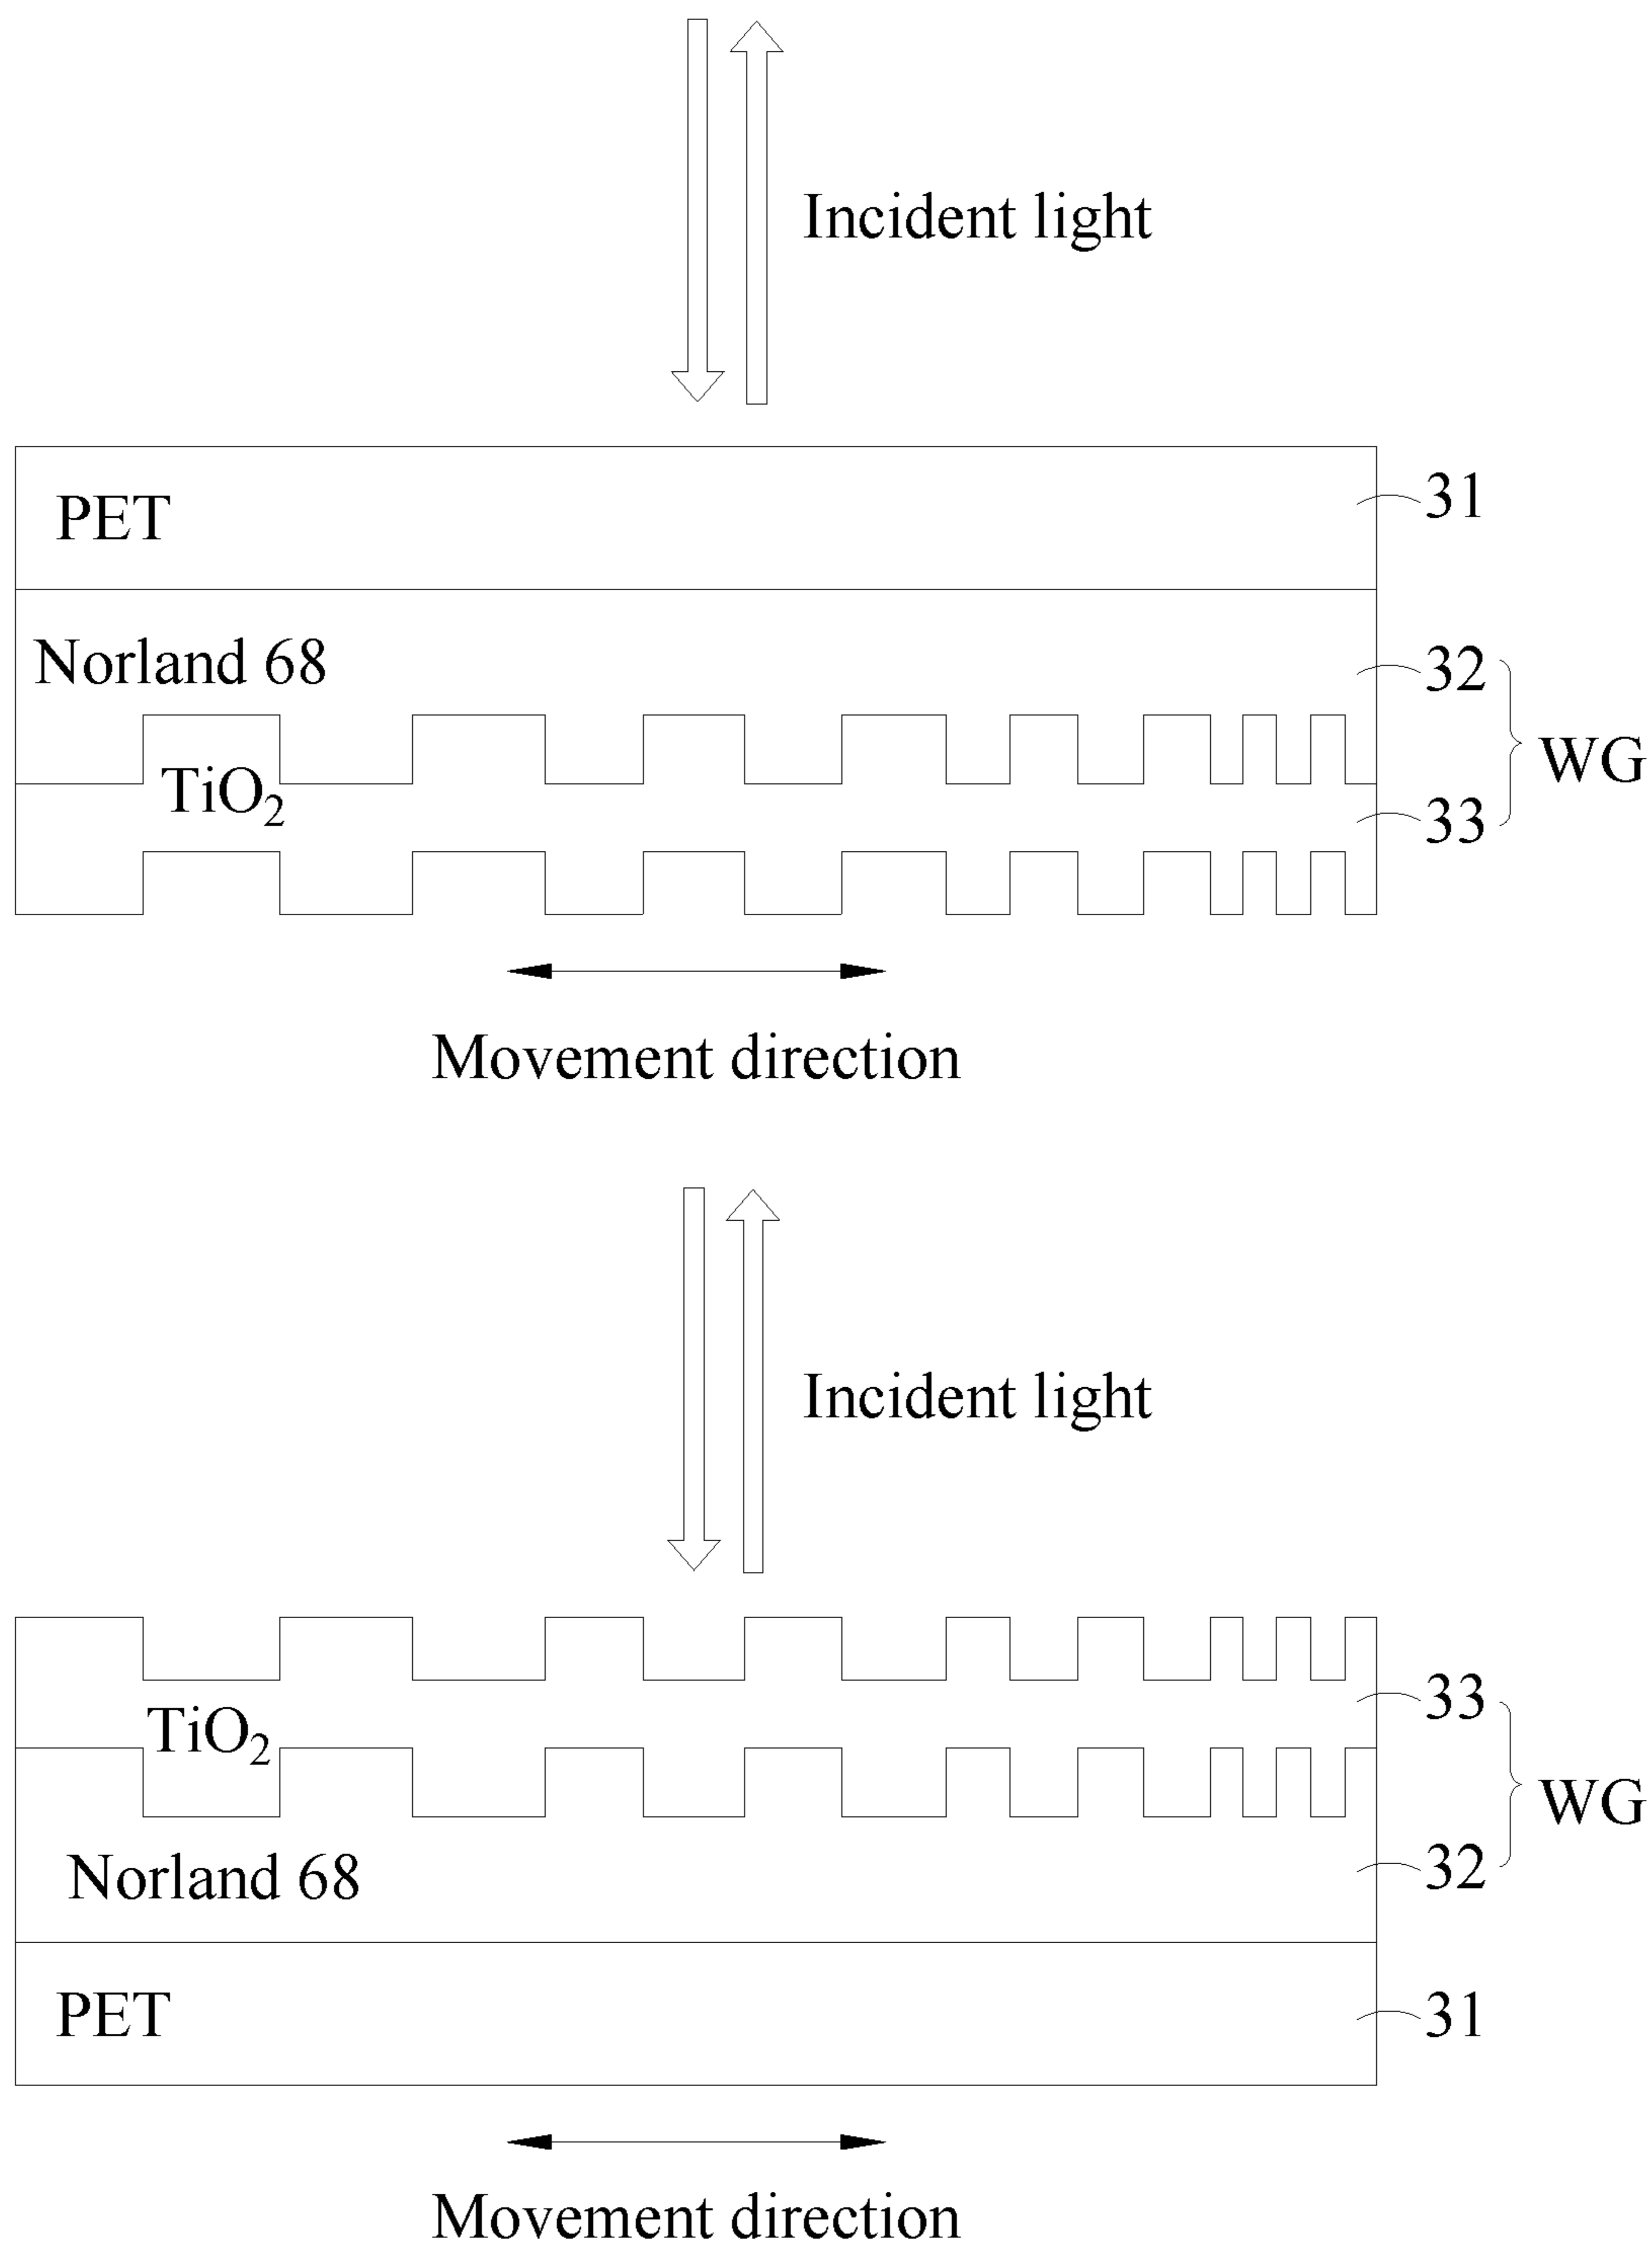 Incident light
PET
31
Norland 68
32
WG
TiO₂
33
Movement direction
Incident light
33
TiO₂
WG
32
Norland 68
PET
31
Movement direction